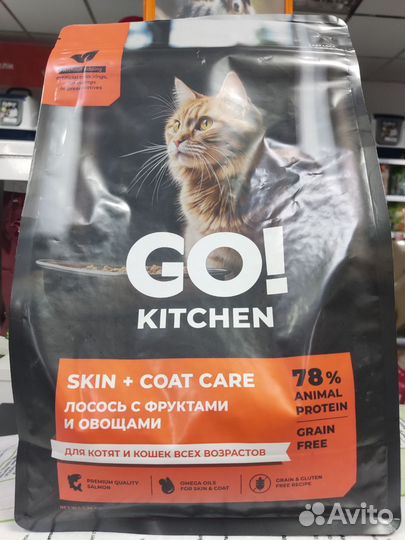 GO!
KITCHEN
SKIN + COAT CARE
ЛОСОСЬ С ФРУКТАМИ
И ОВОЩАМИ
78%
ANIMAL
PROTEIN
GRAIN
FREE
ДЛЯ КОТЯТ И КОШЕК ВСЕХ ВОЗРАСТОВ
PREMIUM QUALITY
SALMON
OMEGA OILS
FOR SKIN & COAT
GRAIN & GLUTEN
FREE RECIPE
Avito